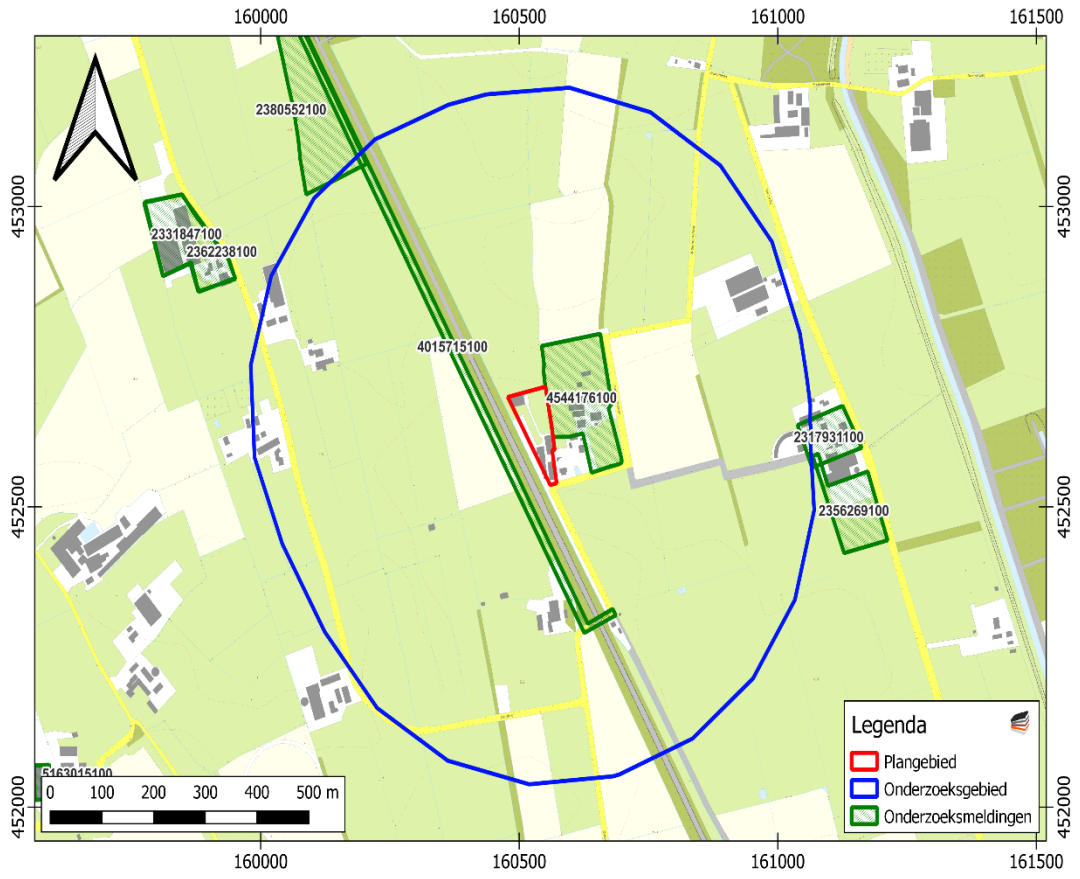 160000 160500 161000 161500
2380552100
453000 453000
2331847100
2362238100
4015715100
4544176100
2317931100
452500 452500
2356269100
Legenda
Plangebied
Onderzoeksgebied
Onderzoeksmeldingen
5163015100
0 100 200 300 400 500 m
452000 452000
160000 160500 161000 161500